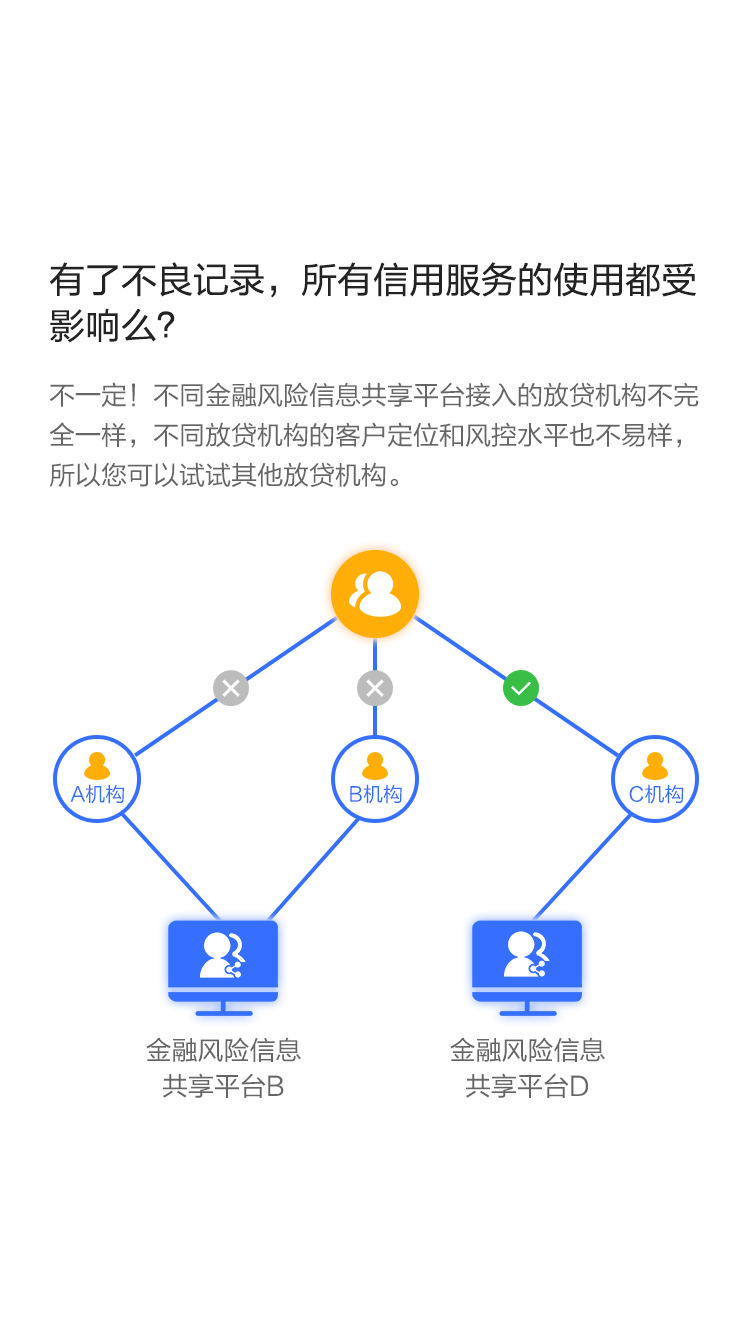 有了不良记录，所有信用服务的使用都受
影响么？
不一定！不同金融风险信息共享平台接入的放贷机构不完
全一样，不同放贷机构的客户定位和风控水平也不易样，
所以您可以试试其他放贷机构。
A机构
B机构
C机构
金融风险信息
共享平台B
金融风险信息
共享平台D